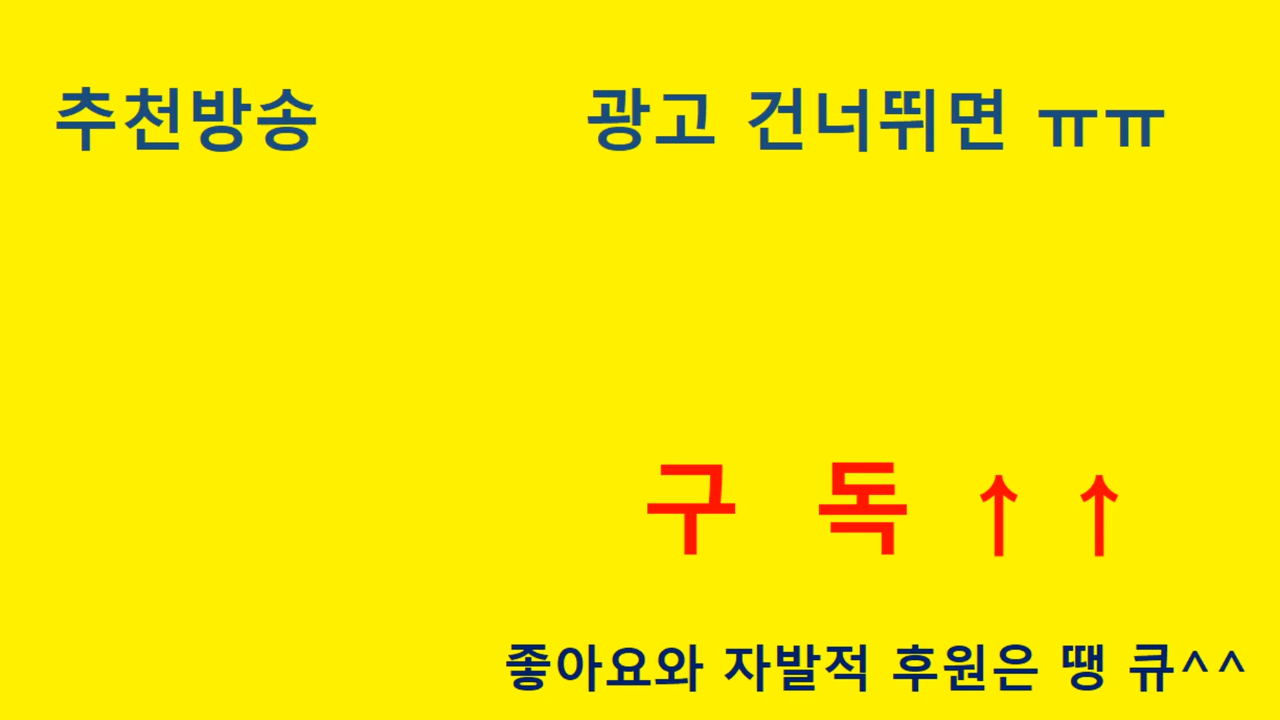 추천방송 광고 건너뛰면 ㅠㅠ
구 독 ↑ ↑
좋아요와 자발적 후원은 땡 큐^^